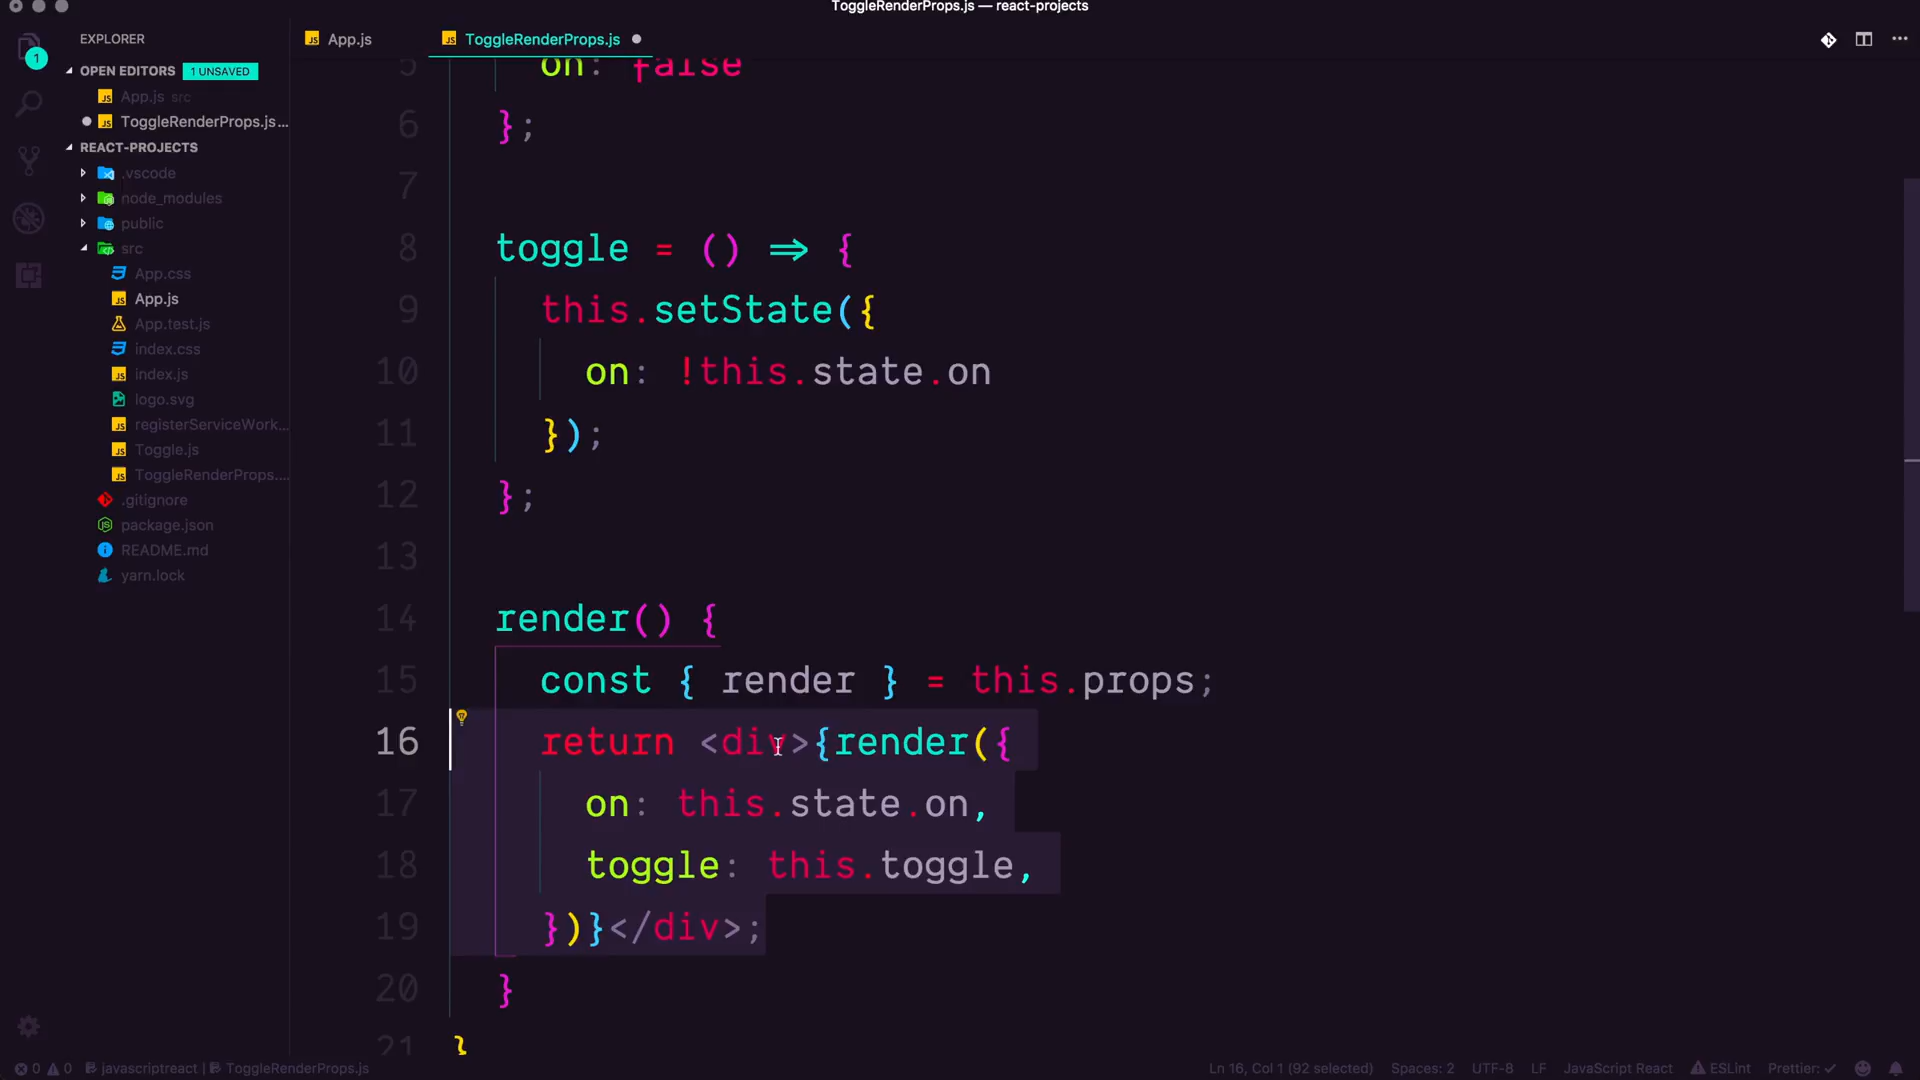 ToggleRenderProps.js — react-projects
EXPLORER
App.js
ToggleRenderProps.js
1
OPEN EDITORS 1 UNSAVED
App.js src
ToggleRenderProps.js...
REACT-PROJECTS
.vscode
node_modules
public
src
App.css
App.js
App.test.js
index.css
index.js
logo.svg
registerServiceWork...
Toggle.js
ToggleRenderProps....
.gitignore
package.json
README.md
yarn.lock
5 on: false
6 };
7
8 toggle = () => {
9 this.setState({
10 on: !this.state.on
11 });
12 };
13
14 render() {
15 const { render } = this.props;
16 return <div>{render({
17 on: this.state.on,
18 toggle: this.toggle,
19 })}</div>;
20 }
21 }
0 0 javascriptreact | ToggleRenderProps.js Ln 16, Col 1 (92 selected) Spaces: 2 UTF-8 LF JavaScript React ESLint Prettier: ✓